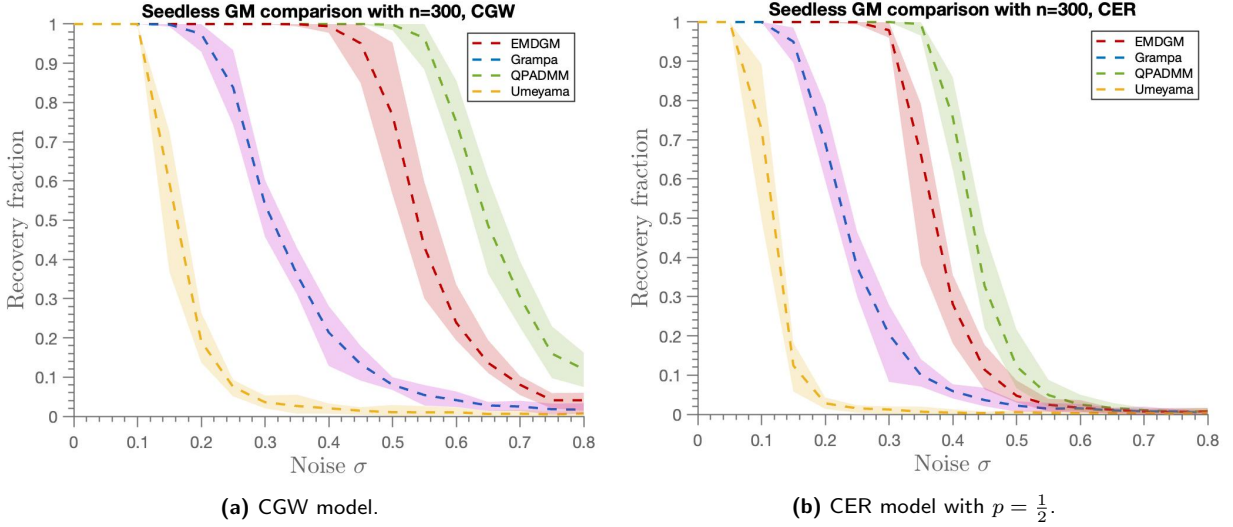 Seedless GM comparison with n=300, CGW
1
0.9
0.8
0.7
0.6
0.5
0.4
0.3
0.2
0.1
0
Recovery fraction
EMDGM
Grampa
QPADMM
Umeyama
0 0.1 0.2 0.3 0.4 0.5 0.6 0.7 0.8
Noise σ
(a) CGW model.
Seedless GM comparison with n=300, CER
1
0.9
0.8
0.7
0.6
0.5
0.4
0.3
0.2
0.1
0
Recovery fraction
EMDGM
Grampa
QPADMM
Umeyama
0 0.1 0.2 0.3 0.4 0.5 0.6 0.7 0.8
Noise σ
(b) CER model with p = 1/2.